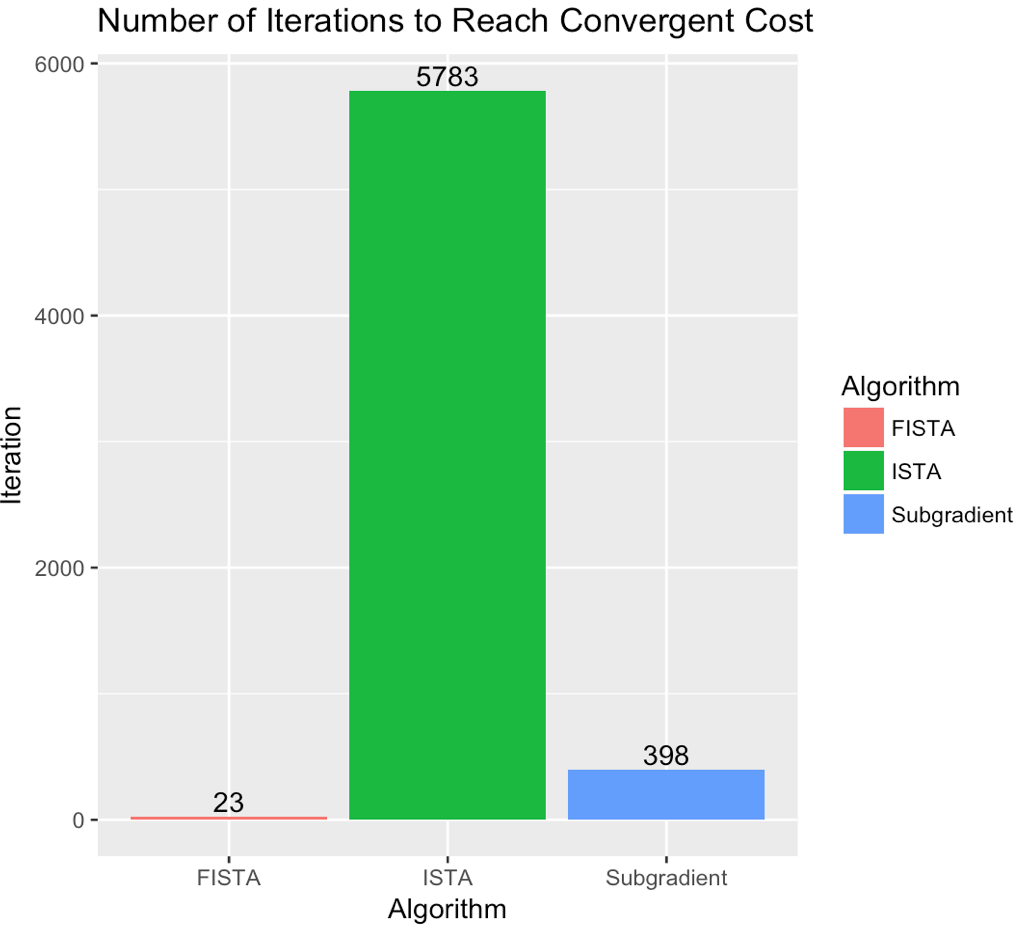 Number of Iterations to Reach Convergent Cost
6000
4000
2000
0
Iteration
5783
398
23
FISTA
ISTA
Subgradient
Algorithm
Algorithm
FISTA
ISTA
Subgradient